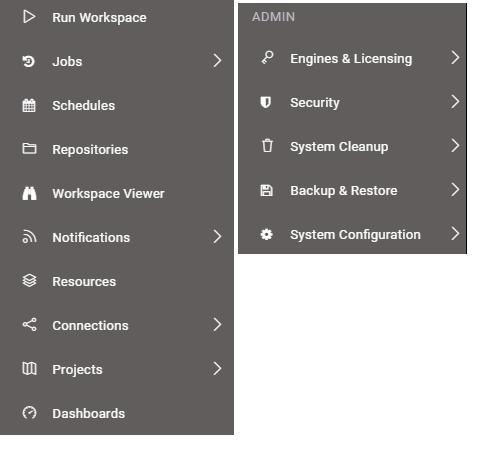 Run Workspace
Jobs
Schedules
Repositories
Workspace Viewer
Notifications
Resources
Connections
Projects
Dashboards
ADMIN
Engines & Licensing
Security
System Cleanup
Backup & Restore
System Configuration